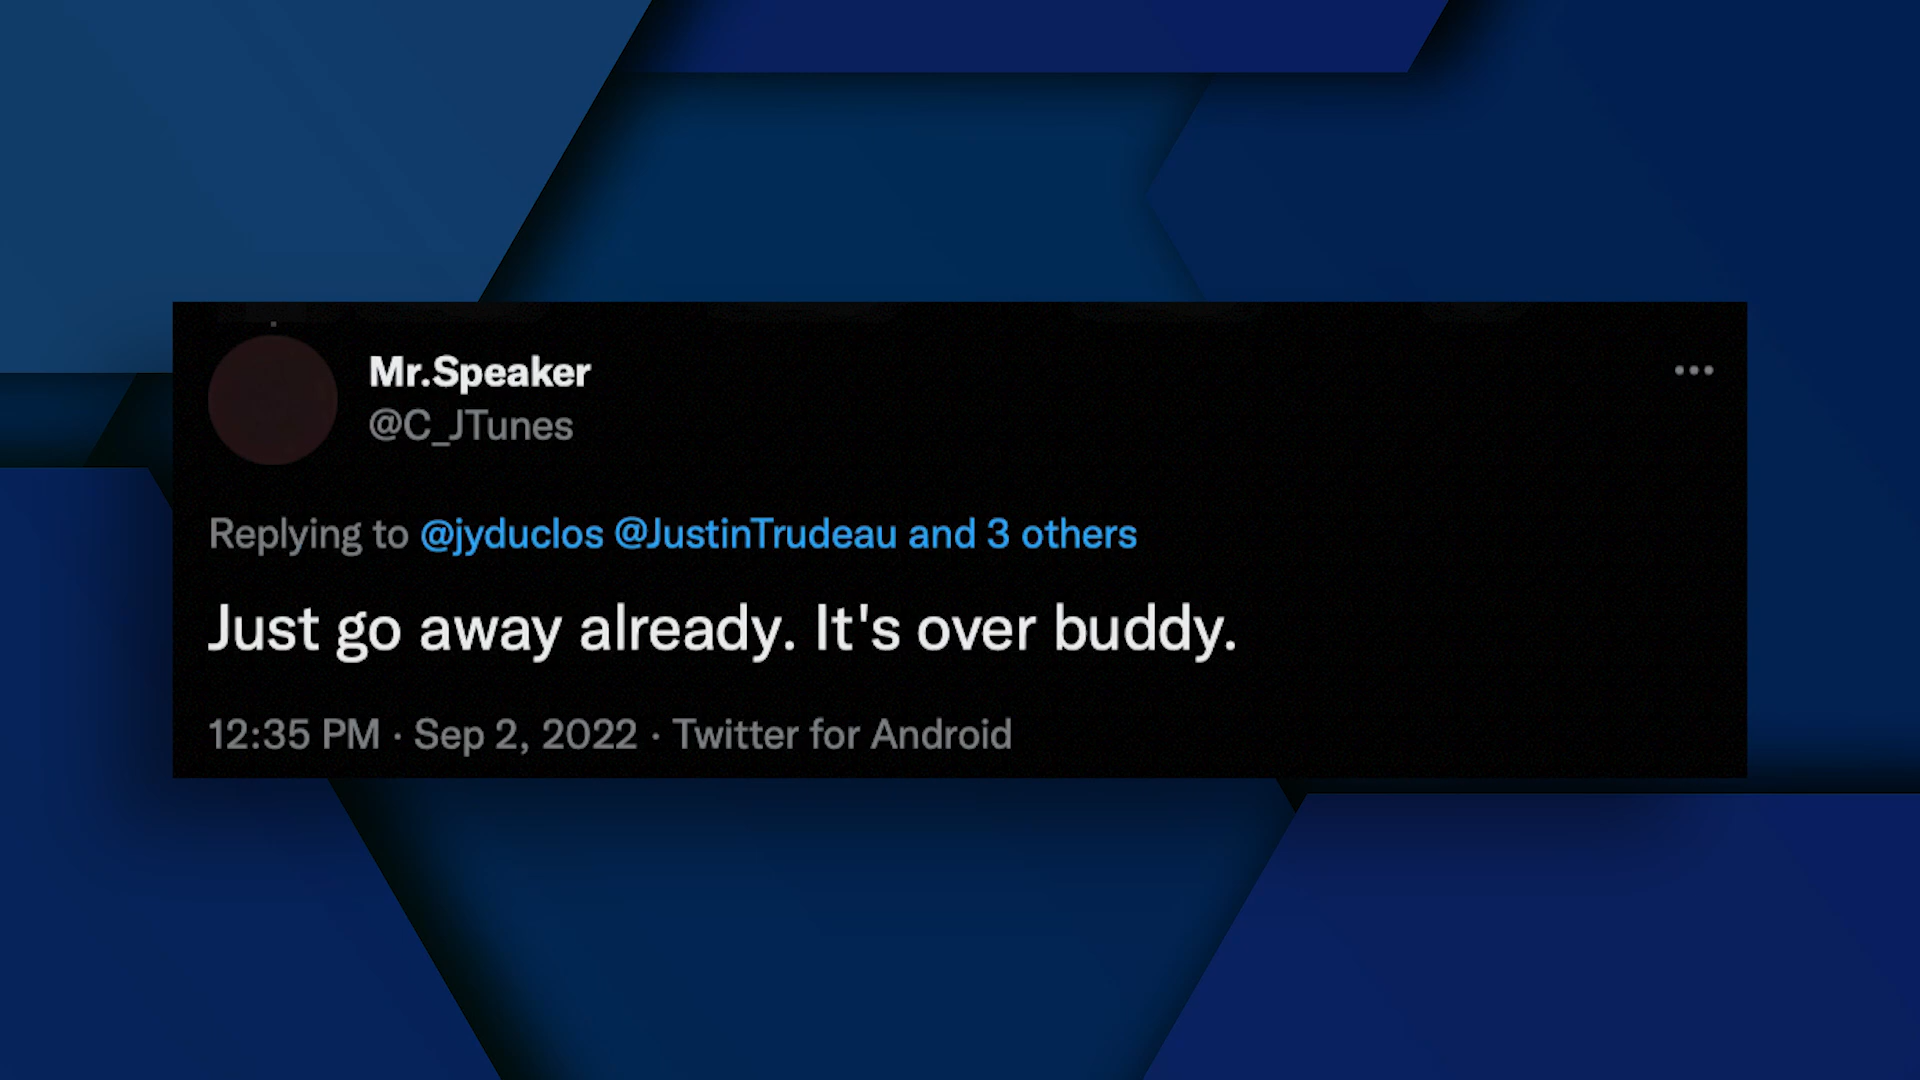 Mr.Speaker
@C_JTunes
Replying to @jyduclos @JustinTrudeau and 3 others
Just go away already. It's over buddy.
12:35 PM · Sep 2, 2022 · Twitter for Android